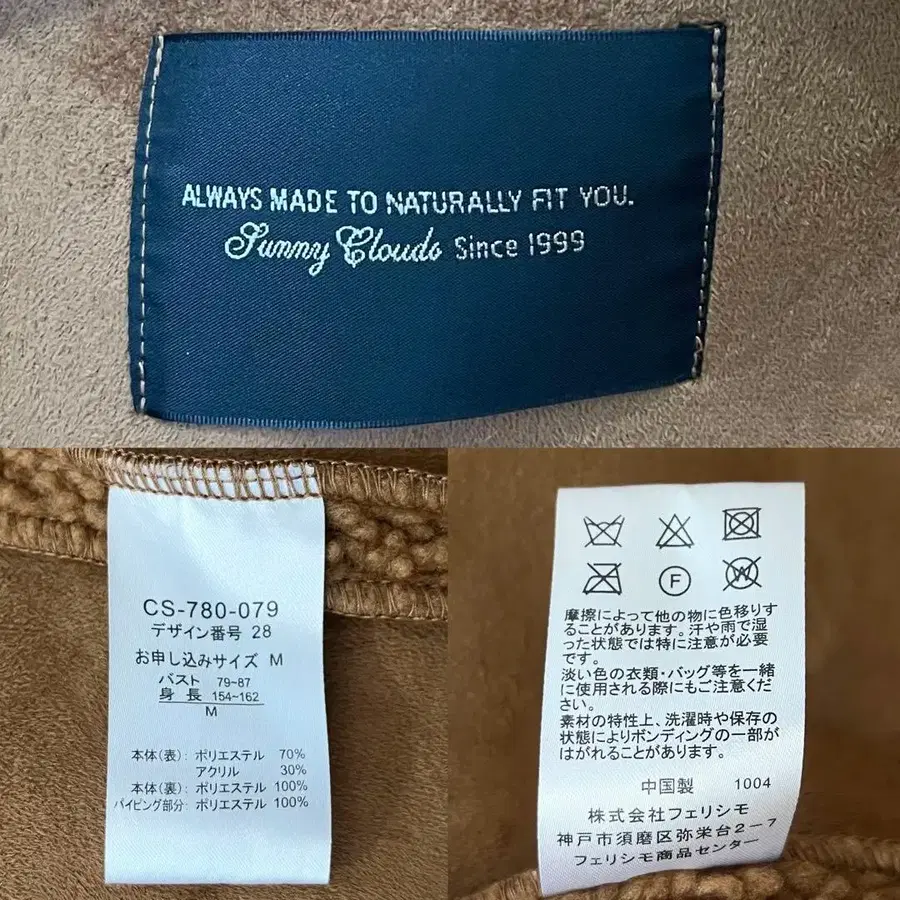 ALWAYS MADE TO NATURALLY FIT YOU.
Sunny Clouds Since 1999
CS-780-079
デザイン番号 28
お申し込みサイズ M
バスト 79~87
身長 154~162
M
本体(表): ポリエステル 70%
アクリル 30%
本体(裏): ポリエステル 100%
パイピング部分: ポリエステル 100%
F
W
摩擦によって他の物に色移りす
ることがあります。汗や雨で湿
った状態では特に注意が必要
です。
淡い色の衣類・バッグ等を一緒
に使用される際にもご注意くだ
さい。
素材の特性上、洗濯時や保存の
状態によりボンディングの一部が
はがれることがあります。
中国製 1004
株式会社フェリシモ
神戸市須磨区弥栄台2-7
フェリシモ商品センター